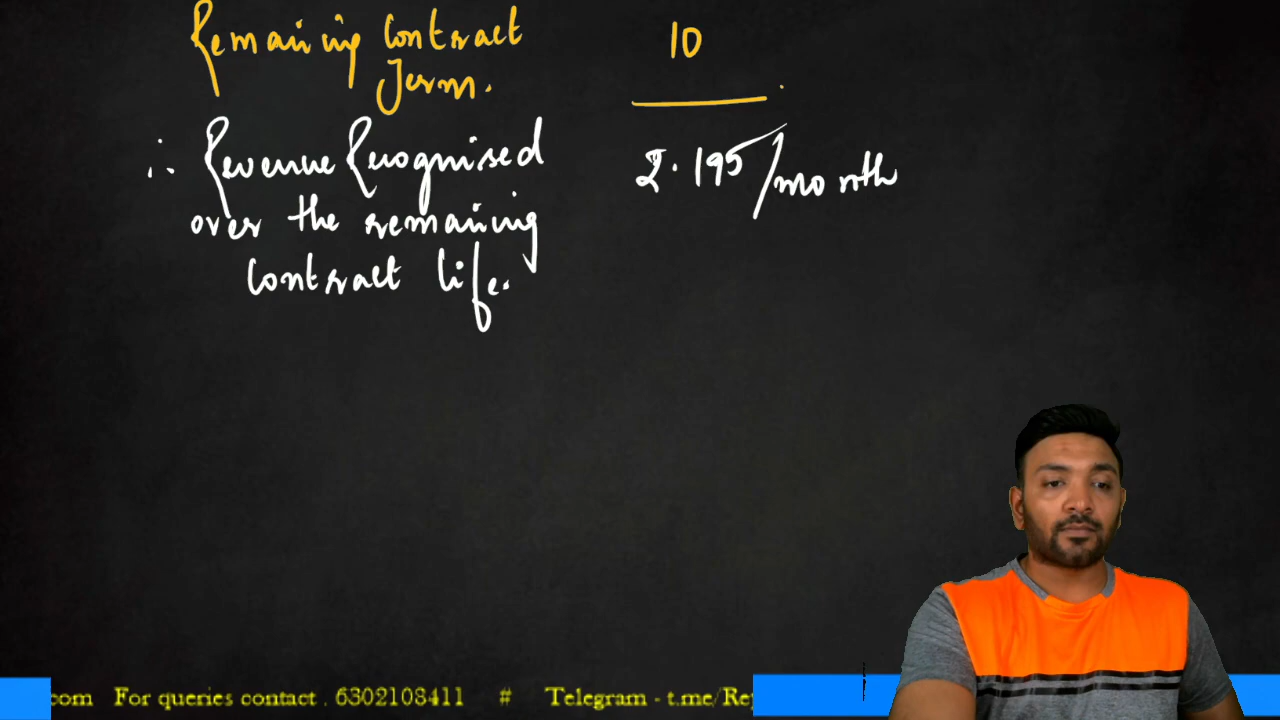 Remaining Contract 10
Term.
∴ Revenue Recognised 2.195/month
over the remaining
Contract life.
com For queries contact . 6302108411 # Telegram - t.me/Re